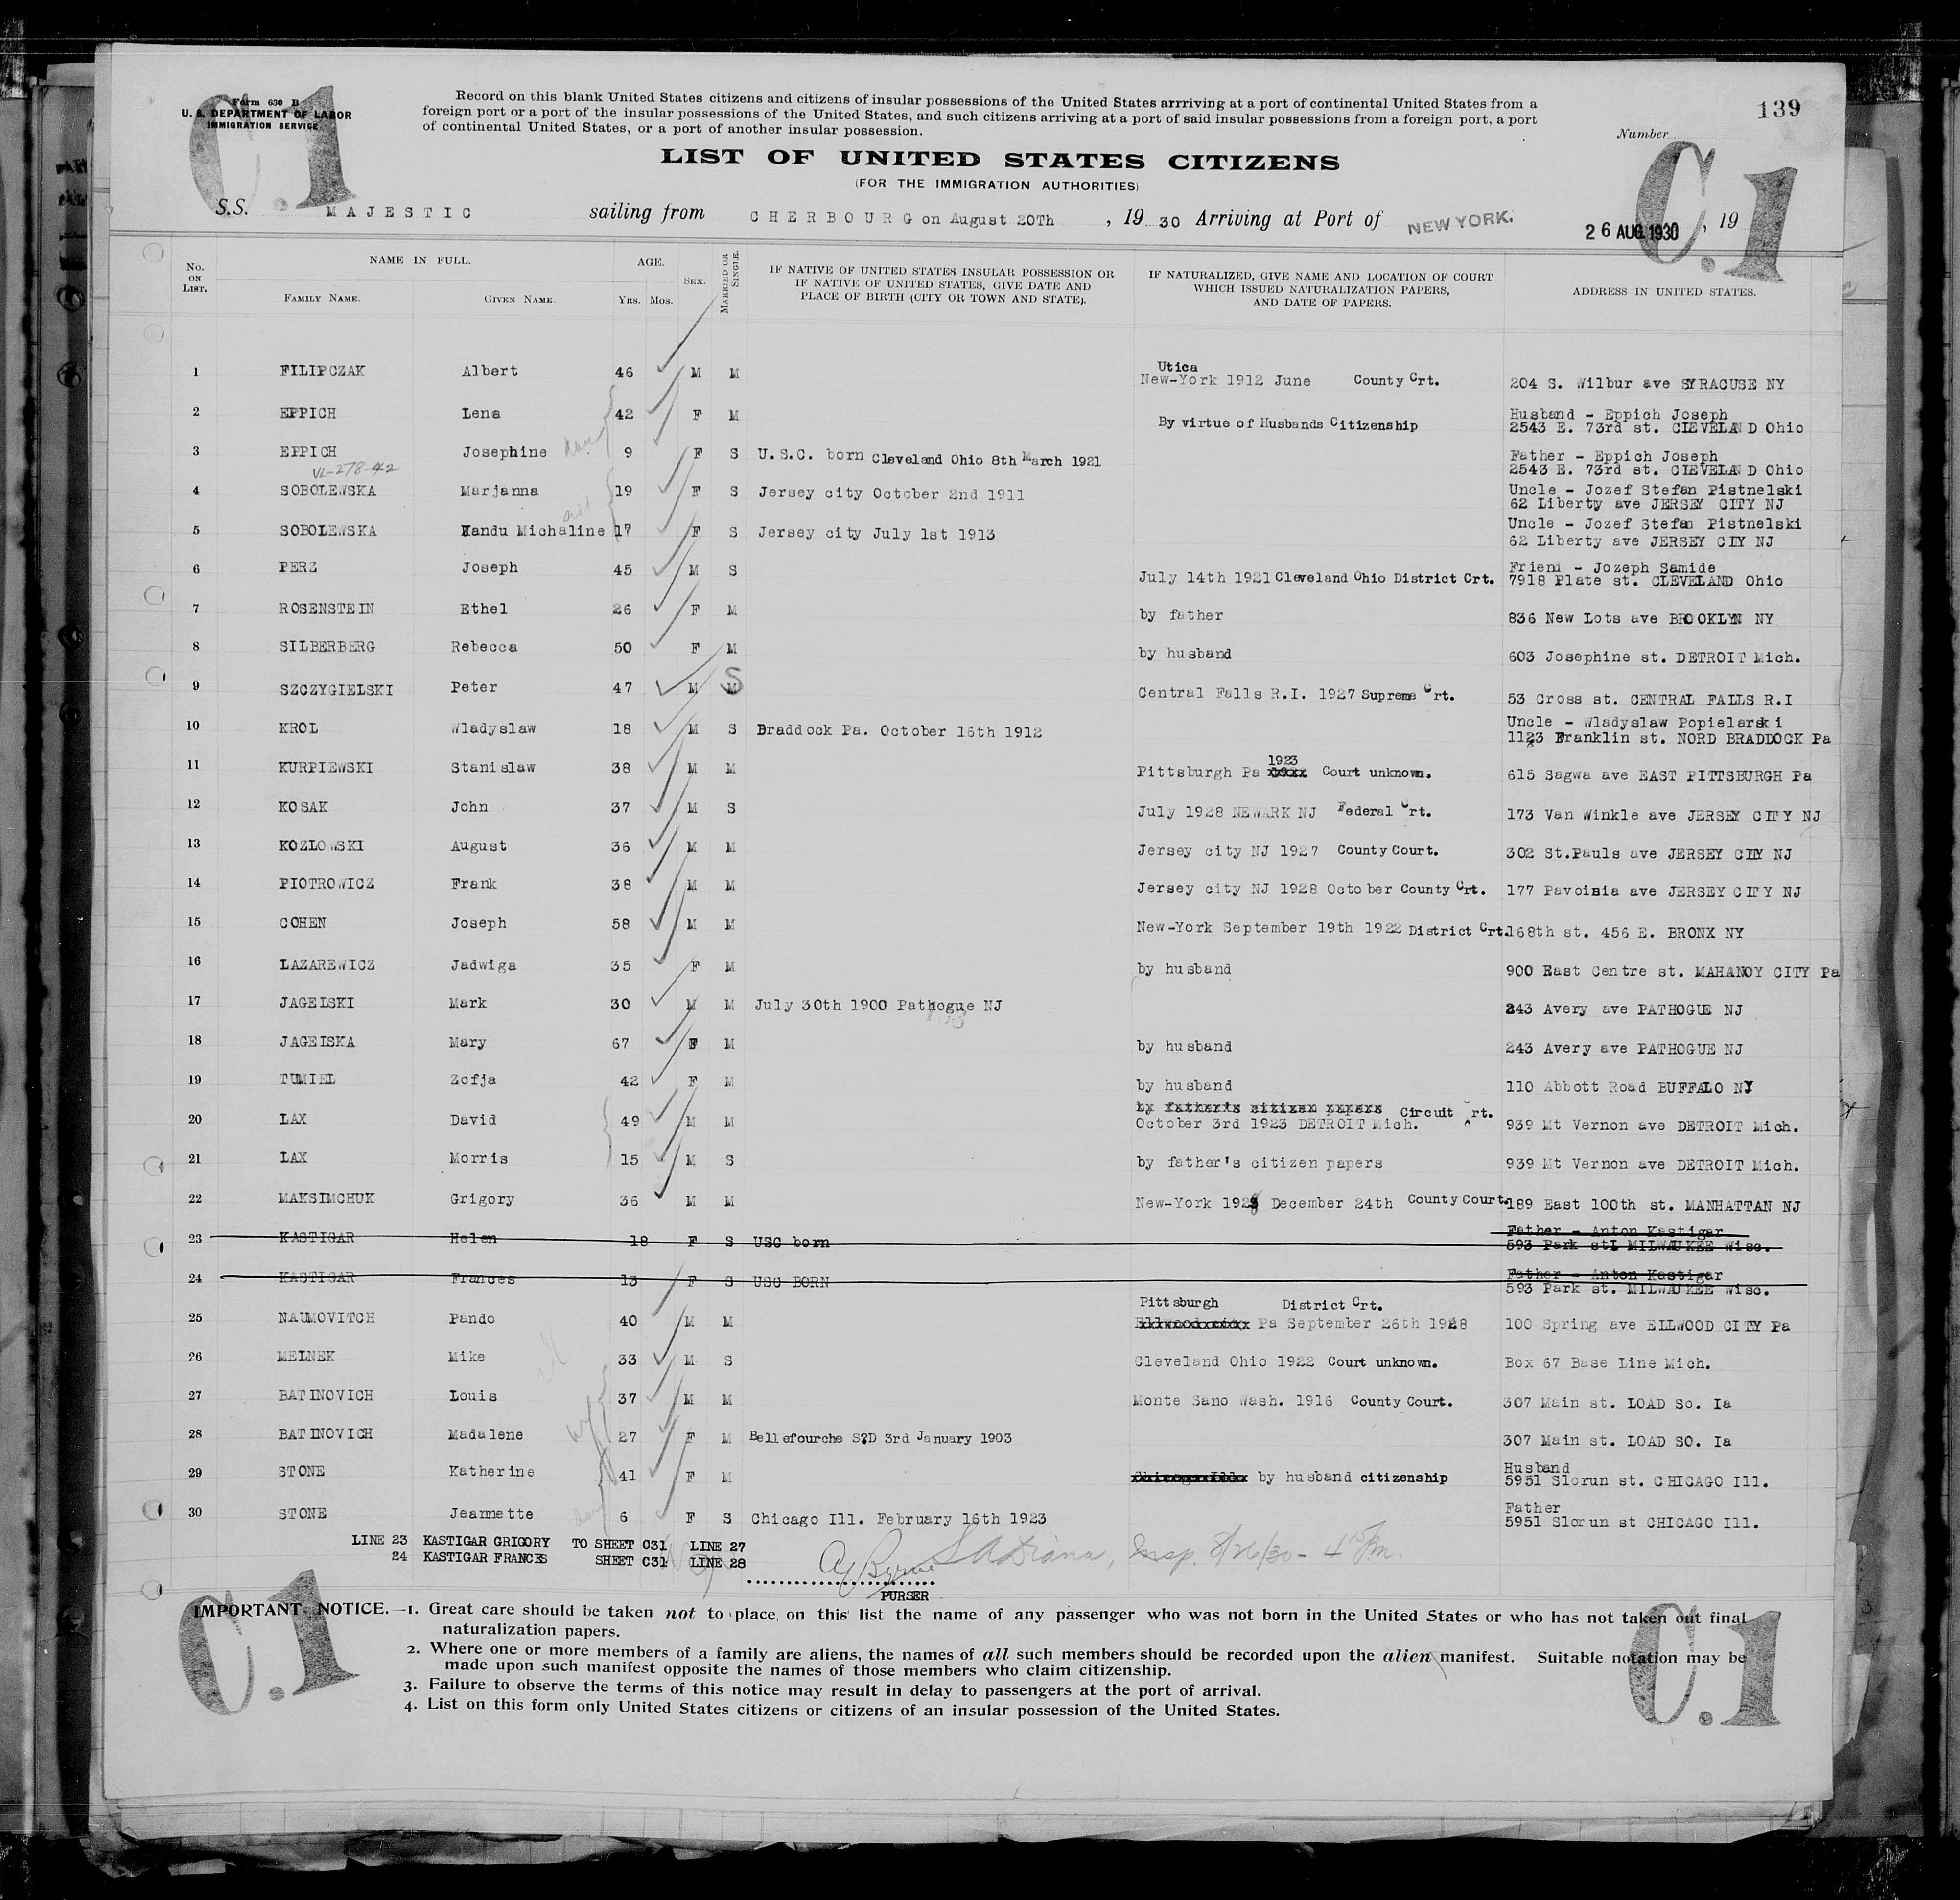 C.1
Form 630 B
U. S. DEPARTMENT OF LABOR
IMMIGRATION SERVICE
Record on this blank United States citizens and citizens of insular possessions of the United States arrriving at a port of continental United States from a
foreign port or a port of the insular possessions of the United States, and such citizens arriving at a port of said insular possessions from a foreign port, a port
of continental United States, or a port of another insular possession.
139
Number
C.1
LIST OF UNITED STATES CITIZENS
(FOR THE IMMIGRATION AUTHORITIES)
S.S. MAJESTIC sailing from CHERBOURG on August 20Th , 19 30 Arriving at Port of NEW YORK. 26 AUG 1930 , 19
No. ON LIST. NAME IN FULL. FAMILY NAME. GIVEN NAME. AGE. Yrs. Mos. SEX. MARRIED OR SINGLE. IF NATIVE OF UNITED STATES INSULAR POSSESSION OR IF NATIVE OF UNITED STATES, GIVE DATE AND PLACE OF BIRTH (CITY OR TOWN AND STATE). IF NATURALIZED, GIVE NAME AND LOCATION OF COURT WHICH ISSUED NATURALIZATION PAPERS, AND DATE OF PAPERS. ADDRESS IN UNITED STATES.
1 FILIPCZAK Albert 46 M M Utica New-York 1912 June County Crt. 204 S. Wilbur ave SYRACUSE NY
2 EPPICH Lena 42 F M By virtue of Husbands Citizenship Husband - Eppich Joseph
2543 E. 73rd st. CLEVELAND Ohio
3 EPPICH Josephine 9 F S U.S.C. born Cleveland Ohio 8th March 1921 Father - Eppich Joseph
2543 E. 73rd st. CLEVELAND Ohio
VL-278-42
4 SOBOLEWSKA Marjanna 19 F S Jersey city October 2nd 1911 Uncle - Jozef Stefan Pistnelski
62 Liberty ave JERSEY CITY NJ
5 SOBOLEWSKA Wandu Michaline 17 F S Jersey city July 1st 1913 Uncle - Jozef Stefan Pistnelski
62 Liberty ave JERSEY CITY NJ
6 PERZ Joseph 45 M S July 14th 1921 Cleveland Ohio District Crt. Friend - Jozeph Samide
7918 Plate st. CLEVELAND Ohio
7 ROSENSTEIN Ethel 26 F M by father 836 New Lots ave BROOKLYN NY
8 SILBERBERG Rebecca 50 F M by husband 603 Josephine st. DETROIT Mich.
9 SZCZYGIELSKI Peter 47 M M S Central Falls R.I. 1927 Supreme Crt. 53 Cross st. CENTRAL FALLS R.I
10 KROL Wladyslaw 18 M S Braddock Pa. October 16th 1912 Uncle - Wladyslaw Popielarski
1123 Franklin st. NORD BRADDOCK Pa
11 KURPIEWSKI Stanislaw 38 M M Pittsburgh Pa 1923 Court unknown. 615 Sagwa ave EAST PITTSBURGH Pa
12 KOSAK John 37 M S July 1928 NEWARK NJ Federal Crt. 173 Van Winkle ave JERSEY CITY NJ
13 KOZLOWSKI August 36 M M Jersey city NJ 1927 County Court. 302 St.Pauls ave JERSEY CITY NJ
14 PIOTROWICZ Frank 38 M M Jersey city NJ 1928 October County Crt. 177 Pavoinia ave JERSEY CITY NJ
15 COHEN Joseph 58 M M New-York September 19th 1922 District Crt. 168th st. 456 E. BRONX NY
16 LAZAREWICZ Jadwiga 35 F M by husband 900 East Centre st. MAHANOY CITY Pa
17 JAGELSKI Mark 30 M M July 30th 1900 Pathogue NJ 243 Avery ave PATHOGUE NJ
18 JAGELSKA Mary 67 F M by husband 243 Avery ave PATHOGUE NJ
19 TUMIEL Zofja 42 F M by husband 110 Abbott Road BUFFALO NY
20 LAX David 49 M M by father's citizen papers Circuit Crt.
October 3rd 1923 DETROIT Mich. 939 Mt Vernon ave DETROIT Mich.
21 LAX Morris 15 M S by father's citizen papers 939 Mt Vernon ave DETROIT Mich.
22 MAKSIMCHUK Grigory 36 M M New-York 1928 December 24th County Court. 189 East 100th st. MANHATTAN NJ
23 KASTIGAR Helen 18 F S USC born Father - Anton Kastigar
593 Park st. MILWAUKEE Wisc.
24 KASTIGAR Frances 13 F S USC BORN Father - Anton Kastigar
593 Park st. MILWAUKEE Wisc.
25 NAUMOVITCH Pando 40 M M Pittsburgh District Crt.
Pa September 26th 1928 100 Spring ave ELLWOOD CITY Pa
26 MELNEK Mike 33 M S Cleveland Ohio 1922 Court unknown. Box 67 Base Line Mich.
27 BATINOVICH Louis 37 M M Monte Sano Wash. 1916 County Court. 307 Main st. LOAD So. Ia
28 BATINOVICH Madalene 27 F M Bellefourche S?D 3rd January 1903 307 Main st. LOAD SO. Ia
29 STONE Katherine 41 F M by husband citizenship Husband
5951 Slorun st. CHICAGO Ill.
30 STONE Jeannette 6 F S Chicago Ill. February 16th 1923 Father
5951 Slorun st CHICAGO Ill.
LINE 23 KASTIGAR GRIGORY TO SHEET C31 LINE 27
24 KASTIGAR FRANCES SHEET C31 LINE 28
Insp. 8/26/30 - 4 15 Pm.
PURSER
IMPORTANT NOTICE.—1. Great care should be taken not to place on this list the name of any passenger who was not born in the United States or who has not taken out final
naturalization papers.
2. Where one or more members of a family are aliens, the names of all such members should be recorded upon the alien manifest. Suitable notation may be
made upon such manifest opposite the names of those members who claim citizenship.
3. Failure to observe the terms of this notice may result in delay to passengers at the port of arrival.
4. List on this form only United States citizens or citizens of an insular possession of the United States.
C.1
C.1